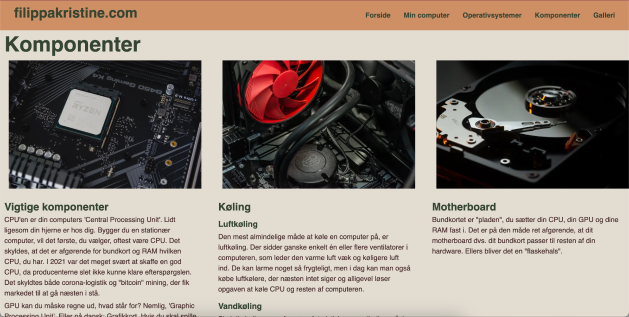 filippakristine.com
Forside Min computer Operativsystemer Komponenter Galleri
Komponenter
Vigtige komponenter
CPU'en er din computers 'Central Processing Unit'. Lidt
ligesom din hjerne er hos dig. Bygger du en stationær
computer, vil det første, du vælger, oftest være CPU. Det
skyldes, at det er afgørende for bundkort og RAM hvilken
CPU, du har. I 2021 var det meget svært at skaffe en god
CPU, da producenterne slet ikke kunne klare efterspørgslen.
Det skyldtes både corona-logistik og "bitcoin" mining, der fik
markedet til at gå næsten i stå.
GPU kan du måske regne ud, hvad står for? Nemlig, 'Graphic
Processing Unit'. Eller på dansk: Grafikkort. Hvis du skal spille
Køling
Luftkøling
Den mest almindelige måde at køle en computer på, er
luftkøling. Der sidder ganske enkelt én eller flere ventilatorer i
computeren, som leder den varme luft væk og køligere luft
ind. De kan larme noget så frygteligt, men i dag kan man også
købe luftkølere, der næsten intet siger og alligevel løser
opgaven at køle CPU og resten af computeren.
Vandkøling
Motherboard
Bundkortet er "pladen", du sætter din CPU, din GPU og dine
RAM fast i. Det er på den måde ret afgørende, at dit
motherboard dvs. dit bundkort passer til resten af din
hardware. Ellers bliver det en "flaskehals".
RYZEN